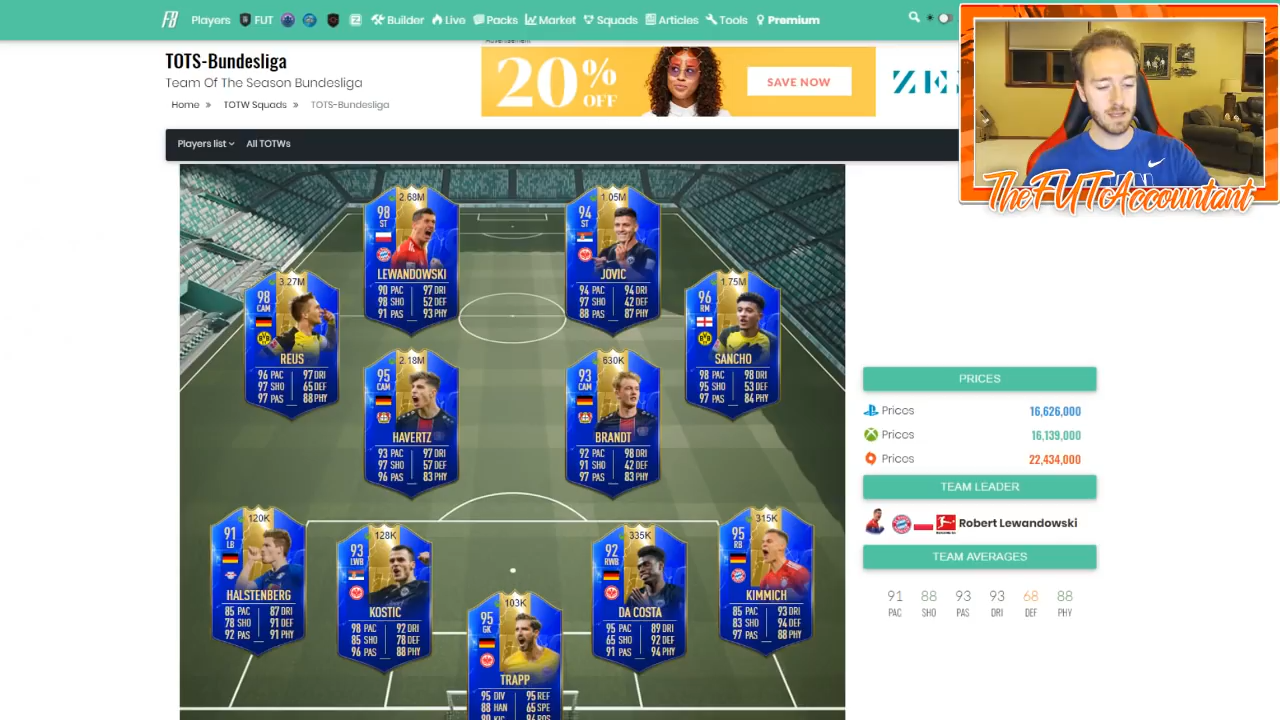 F8 Players FUT Builder Live Packs Market Squads Articles Tools Premium
TOTS-Bundesliga
Team Of The Season Bundesliga
Home » TOTW Squads » TOTS-Bundesliga
Advertisement
20% OFF
SAVE NOW
ZE
TheFUTAccountant
Players list All TOTWs
2.68M
98
ST
LEWANDOWSKI
90 PAC 97 DRI
98 SHO 52 DEF
91 PAS 93 PHY
1.05M
94
ST
JOVIC
94 PAC 94 DRI
97 SHO 42 DEF
88 PAS 87 PHY
3.27M
98
CAM
REUS
96 PAC 97 DRI
97 SHO 65 DEF
97 PAS 88 PHY
1.75M
96
RM
SANCHO
98 PAC 98 DRI
95 SHO 53 DEF
97 PAS 84 PHY
2.18M
95
CAM
HAVERTZ
93 PAC 97 DRI
97 SHO 57 DEF
96 PAS 83 PHY
630K
93
CAM
BRANDT
92 PAC 98 DRI
91 SHO 42 DEF
97 PAS 83 PHY
120K
91
LB
HALSTENBERG
85 PAC 87 DRI
78 SHO 91 DEF
92 PAS 91 PHY
128K
93
LWB
KOSTIC
98 PAC 92 DRI
85 SHO 78 DEF
96 PAS 88 PHY
335K
92
RWB
DA COSTA
95 PAC 89 DRI
65 SHO 92 DEF
91 PAS 94 PHY
315K
95
RB
KIMMICH
85 PAC 93 DRI
83 SHO 94 DEF
97 PAS 88 PHY
103K
95
GK
TRAPP
95 DIV 95 REF
88 HAN 65 SPE
PRICES
Prices 16,626,000
Prices 16,139,000
Prices 22,434,000
TEAM LEADER
Robert Lewandowski
TEAM AVERAGES
91 88 93 93 68 88
PAC SHO PAS DRI DEF PHY